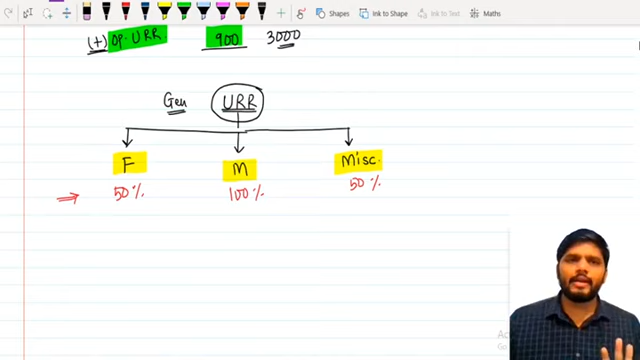 Shapes Ink to Shape Ink to Text Maths
(+) Op. URR 900 3000
Gen URR
F M Misc.
50% 100% 50%